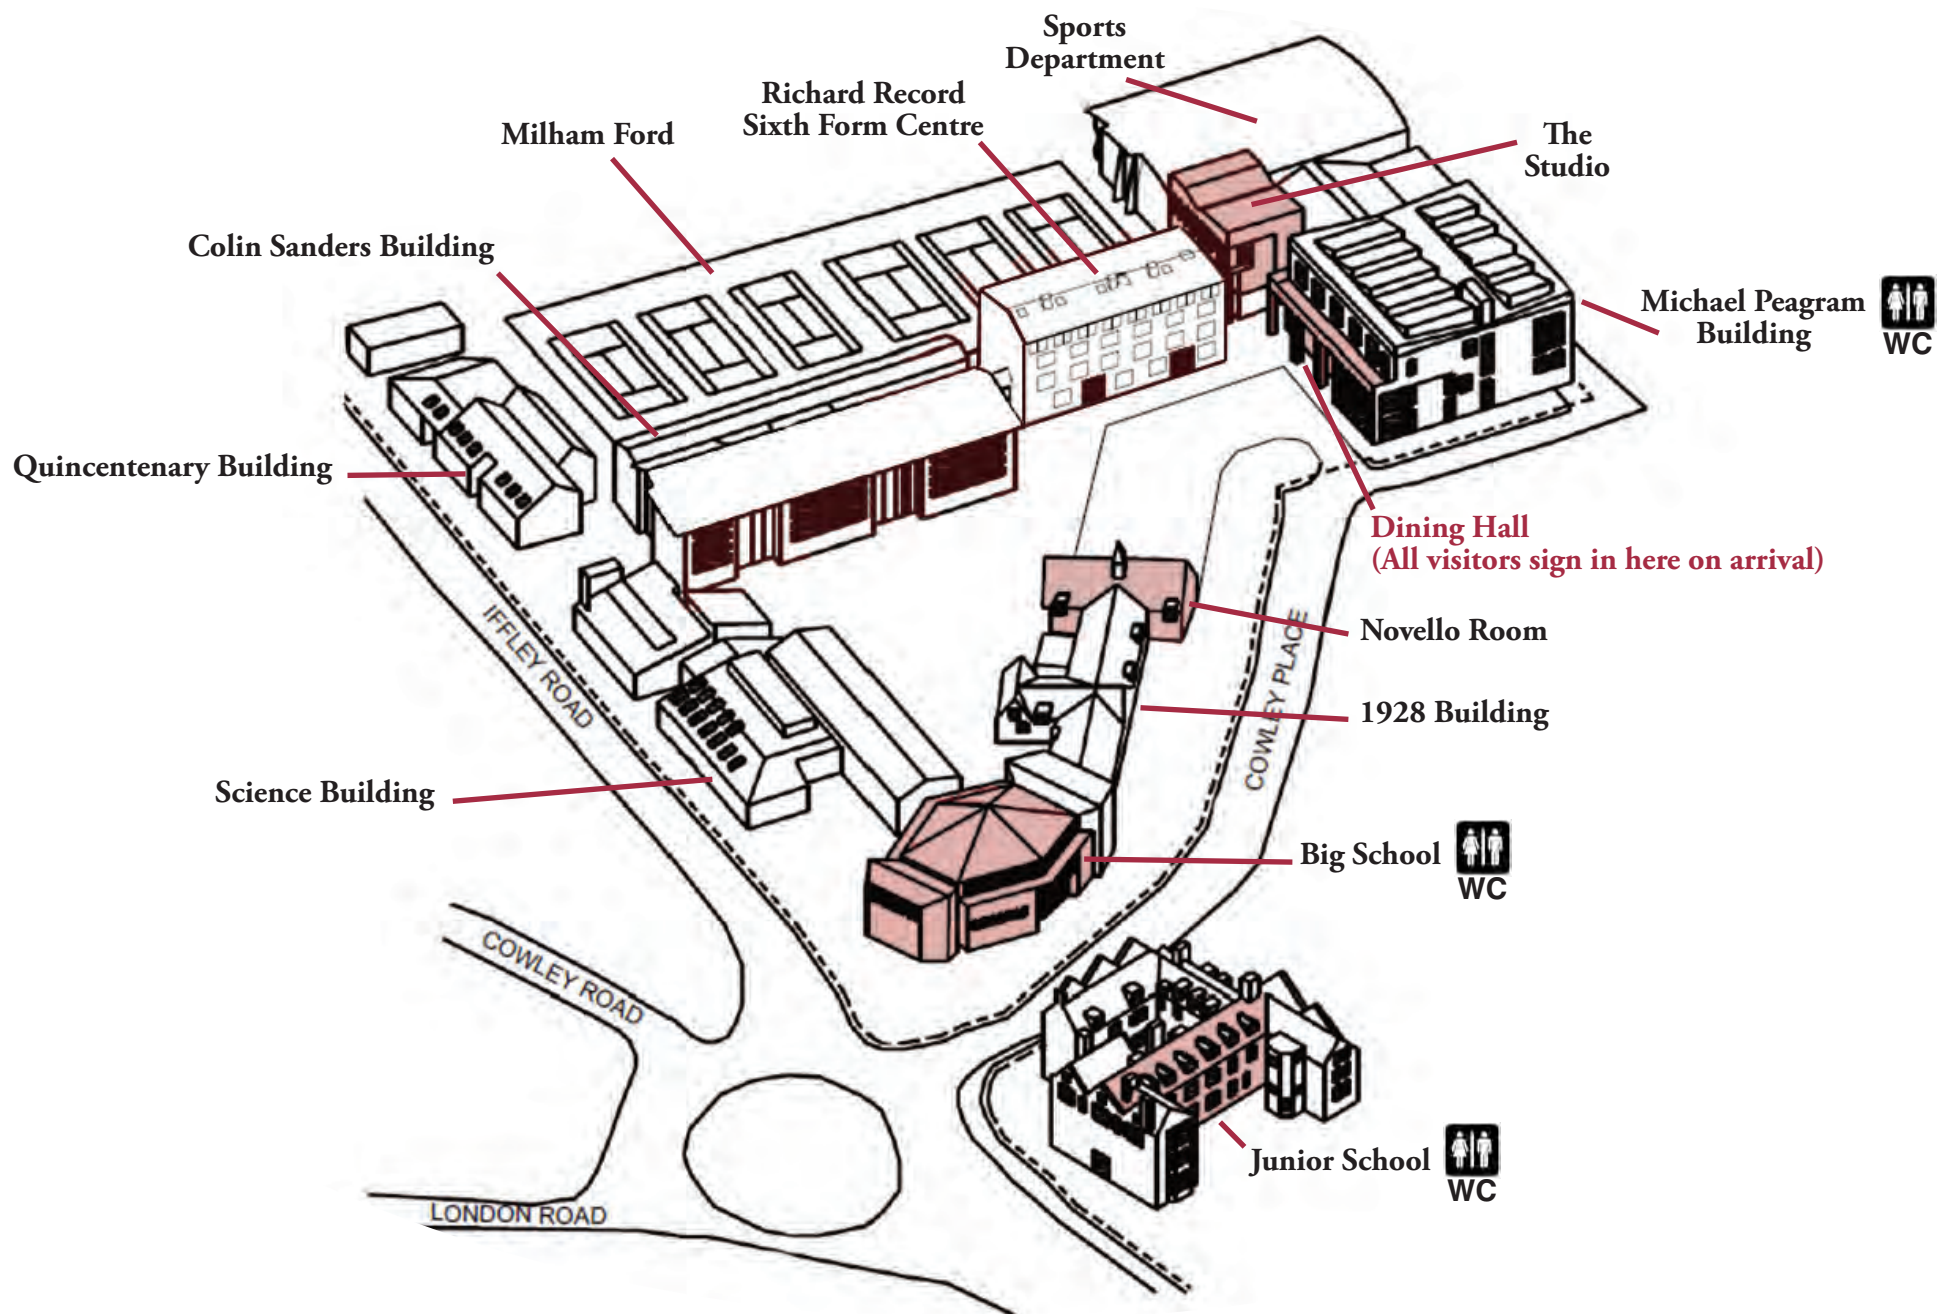 Sports
Department
Richard Record
Sixth Form Centre
Milham Ford
The
Studio
Colin Sanders Building
Michael Peagram
Building
WC
Quincentenary Building
Dining Hall
(All visitors sign in here on arrival)
IFFLEY ROAD
Novello Room
COWLEY PLACE
1928 Building
Science Building
Big School
WC
COWLEY ROAD
Junior School
WC
LONDON ROAD